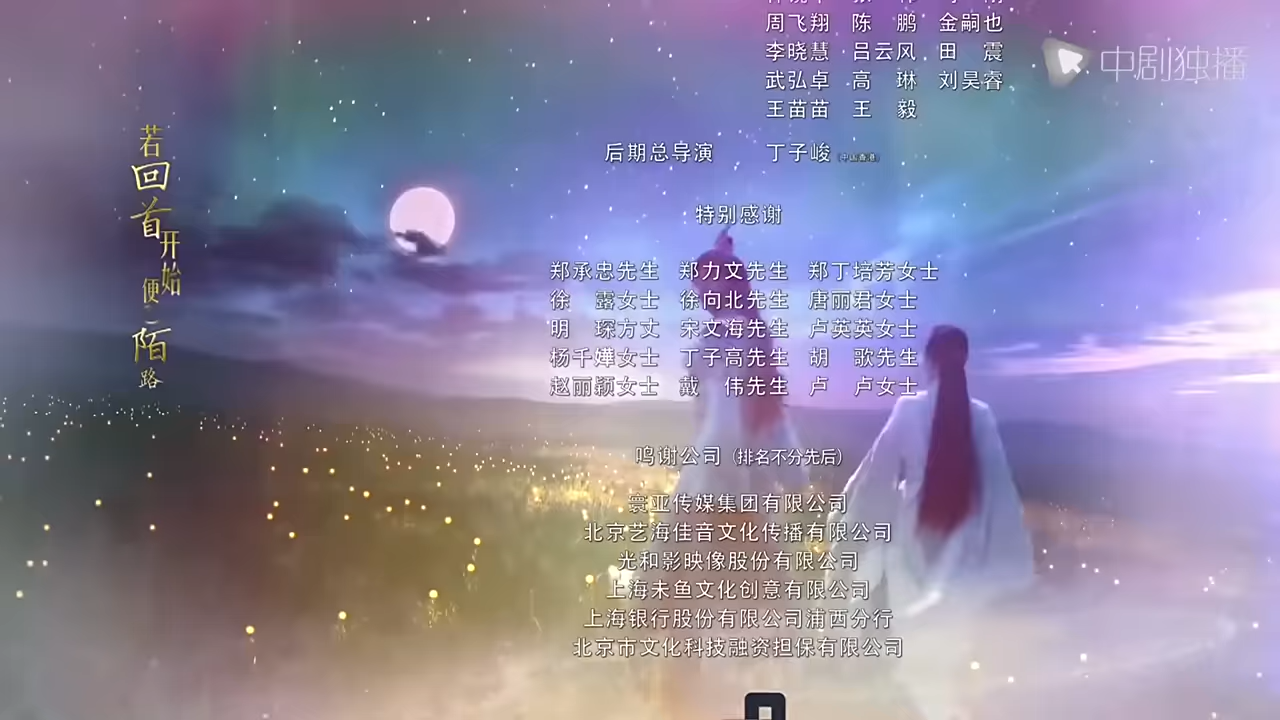 周飞翔 陈 鹏 金嗣也
李晓慧 吕云风 田 震
武弘卓 高 琳 刘昊睿
王苗苗 王 毅
中剧独播
后期总导演 丁子峻(中国香港)
若回首开始便陌路
特别感谢
郑承忠先生 郑力文先生 郑丁培芳女士
徐 露女士 徐向北先生 唐丽君女士
明 琛方丈 宋文海先生 卢英英女士
杨千嬅女士 丁子高先生 胡 歌先生
赵丽颖女士 戴 伟先生 卢 卢女士
鸣谢公司(排名不分先后)
寰亚传媒集团有限公司
北京艺海佳音文化传播有限公司
光和影映像股份有限公司
上海未鱼文化创意有限公司
上海银行股份有限公司浦西分行
北京市文化科技融资担保有限公司